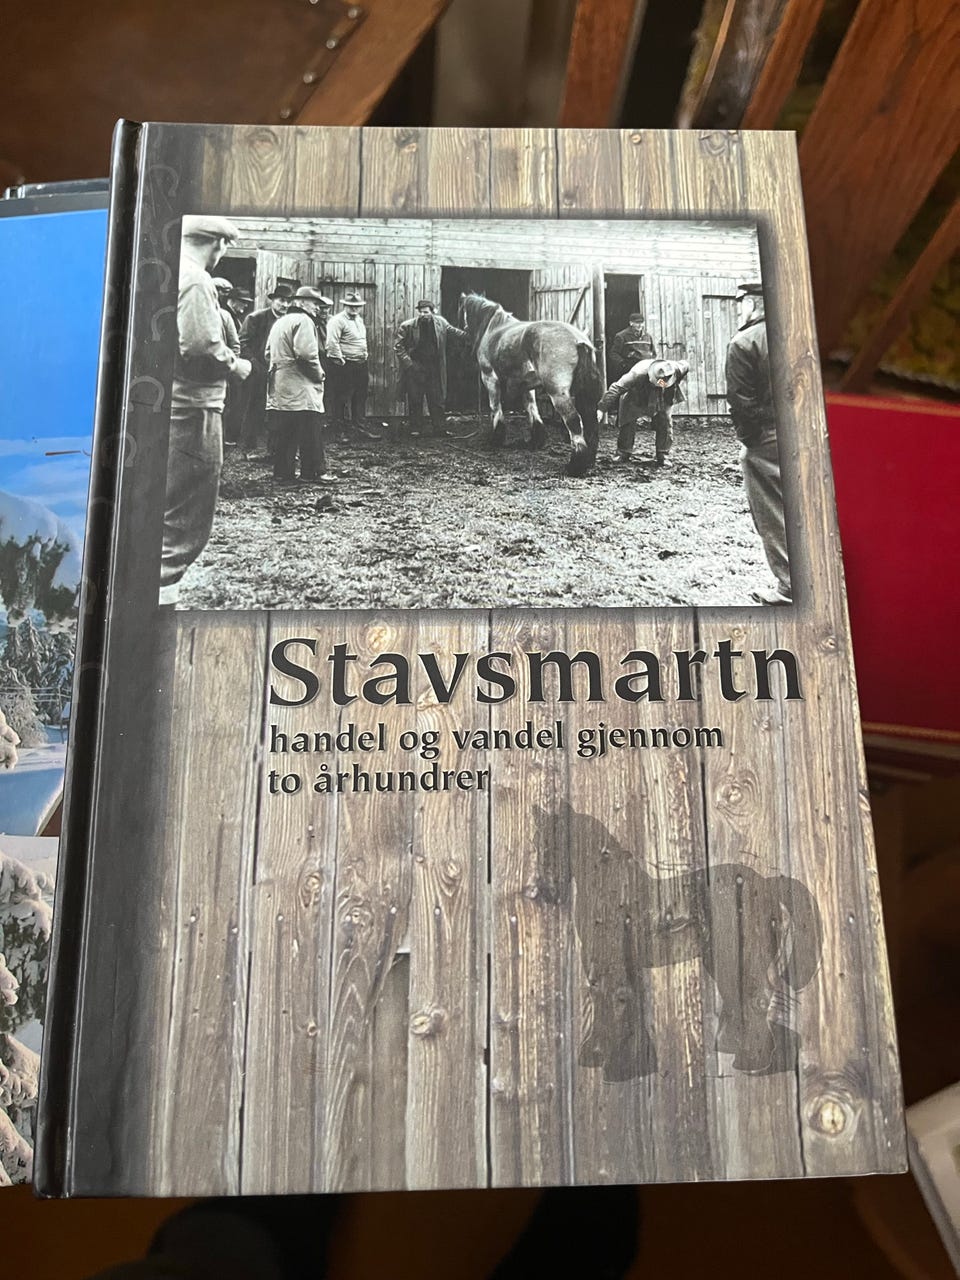 Stavsmartn
handel og vandel gjennom
to århundrer